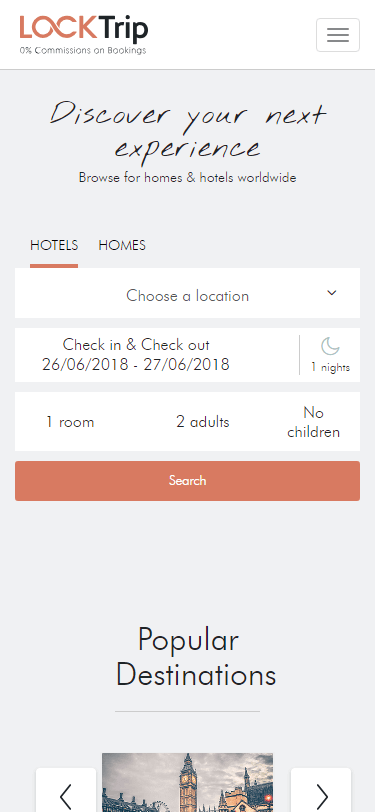 LOCKTrip
0% Commissions on Bookings
Discover your next
experience
Browse for homes & hotels worldwide
HOTELS HOMES
Choose a location
Check in & Check out
26/06/2018 - 27/06/2018
1 nights
1 room
2 adults
No
children
Search
Popular
Destinations